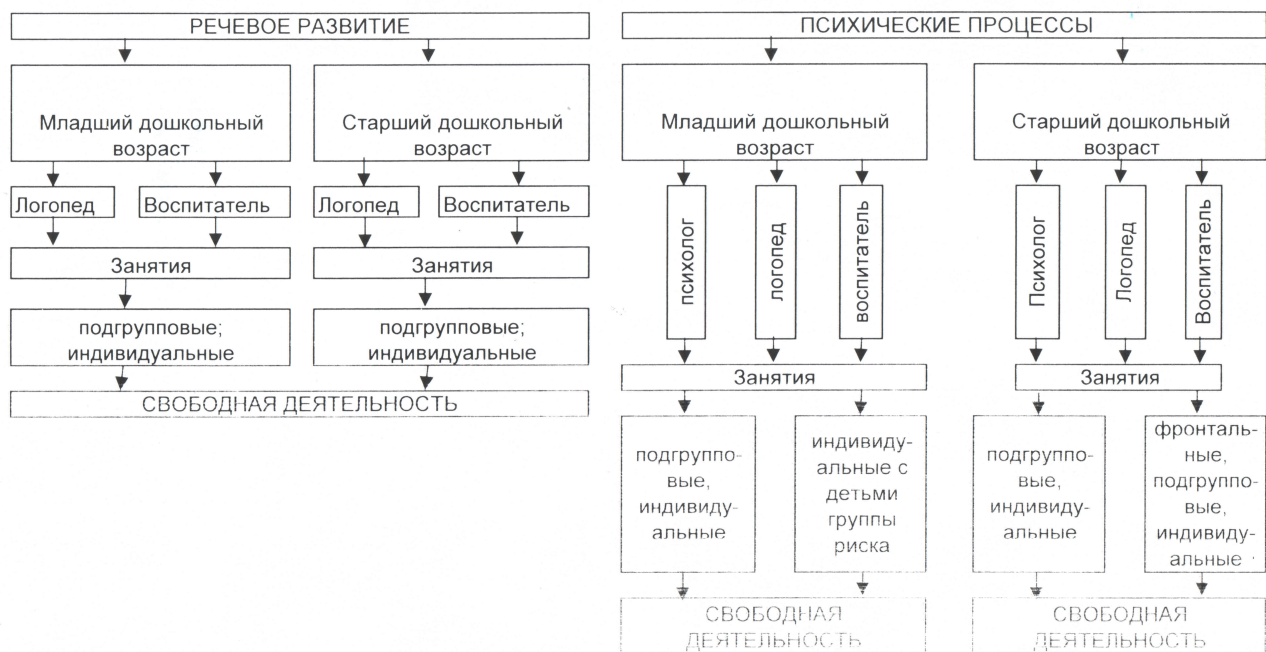 РЕЧЕВОЕ РАЗВИТИЕ
Младший дошкольный
возраст
Старший дошкольный
возраст
Логопед
Воспитатель
Логопед
Воспитатель
Занятия
Занятия
подгрупповые;
индивидуальные
подгрупповые;
индивидуальные
СВОБОДНАЯ ДЕЯТЕЛЬНОСТЬ
ПСИХИЧЕСКИЕ ПРОЦЕССЫ
Младший дошкольный
возраст
Старший дошкольный
возраст
психолог
логопед
воспитатель
Психолог
Логопед
Воспитатель
Занятия
Занятия
подгруппо-
вые,
индивиду-
альные
индивиду-
альные с
детьми
группы
риска
подгруппо-
вые,
индивиду-
альные
фронталь-
ные,
подгруппо-
вые,
индивиду-
альные
СВОБОДНАЯ
ДЕЯТЕЛЬНОСТЬ
СВОБОДНАЯ
ДЕЯТЕЛЬНОСТЬ